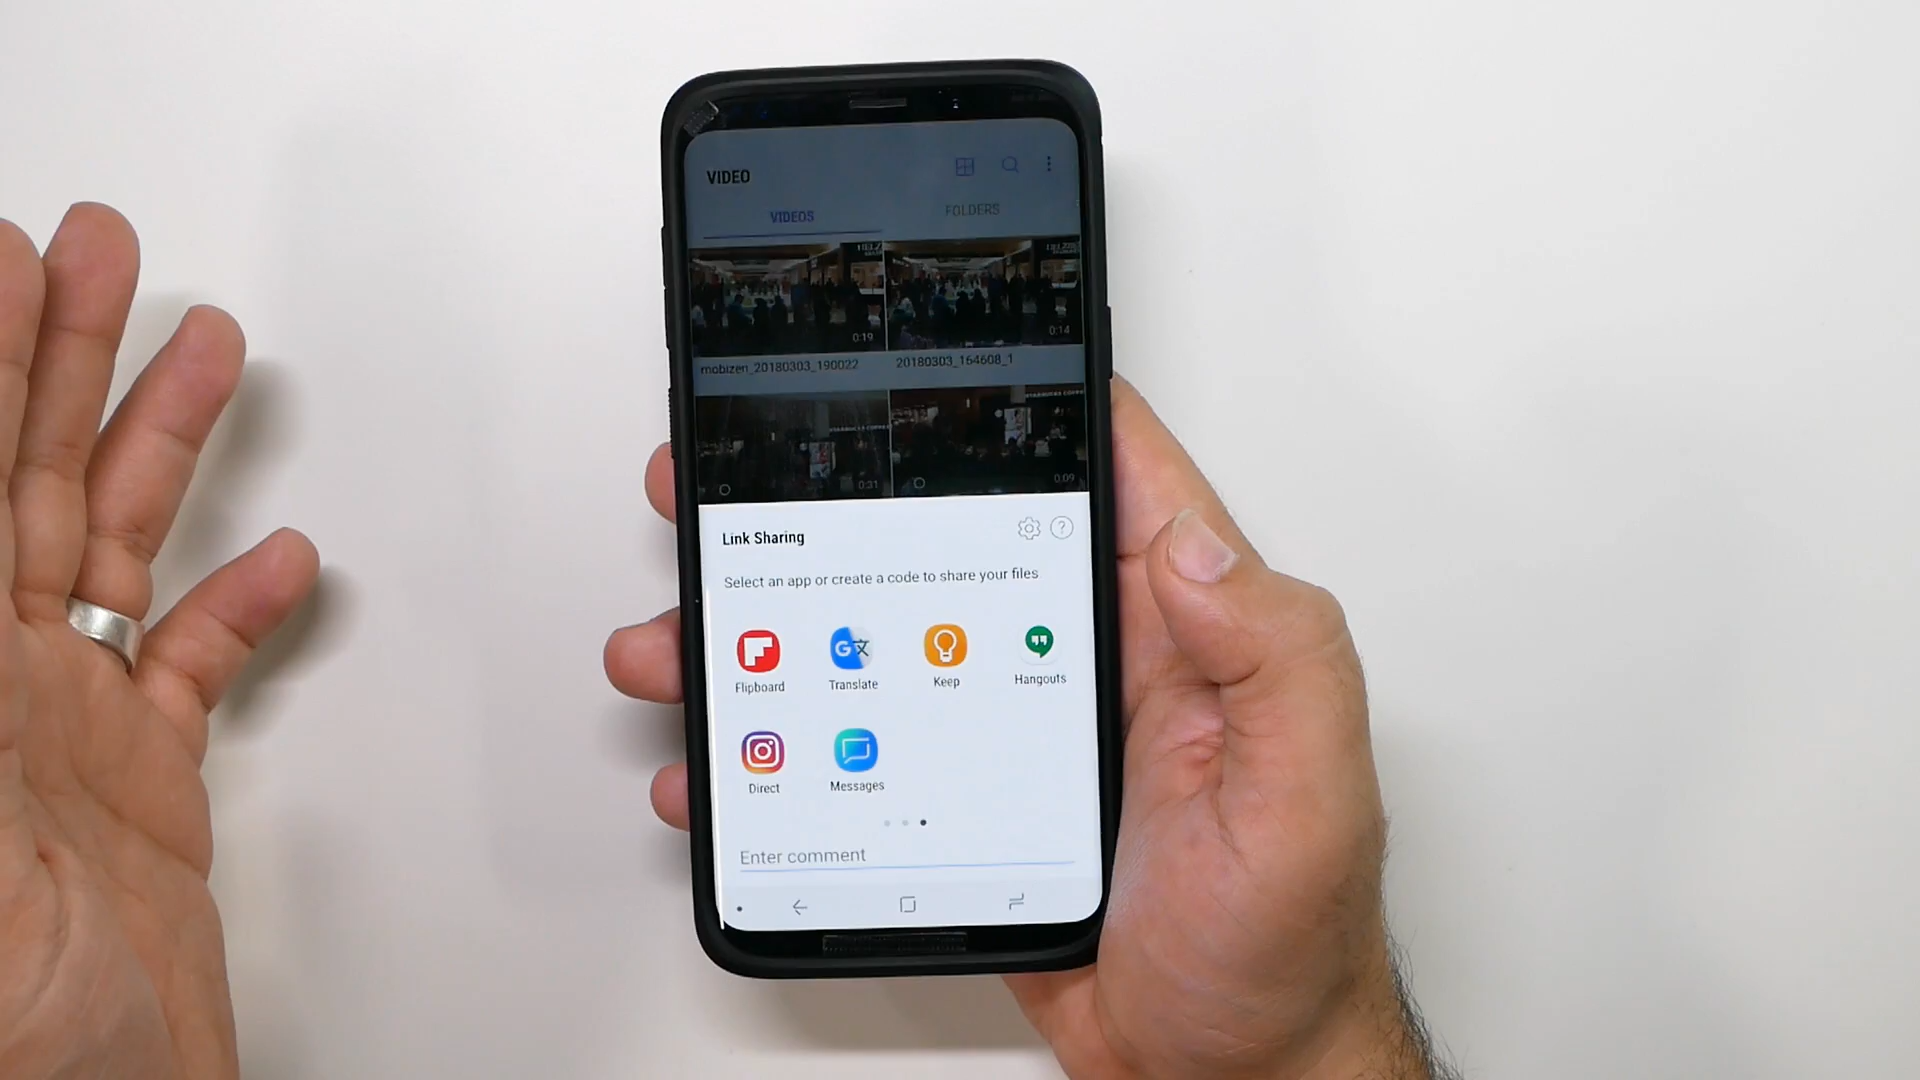 VIDEO
VIDEOS FOLDERS
0:19 0:14
mobizen_20180303_190022 20180303_164608_1
0:31 0:09
Link Sharing
?
Select an app or create a code to share your files
G
Flipboard Translate Keep Hangouts
Direct Messages
Enter comment